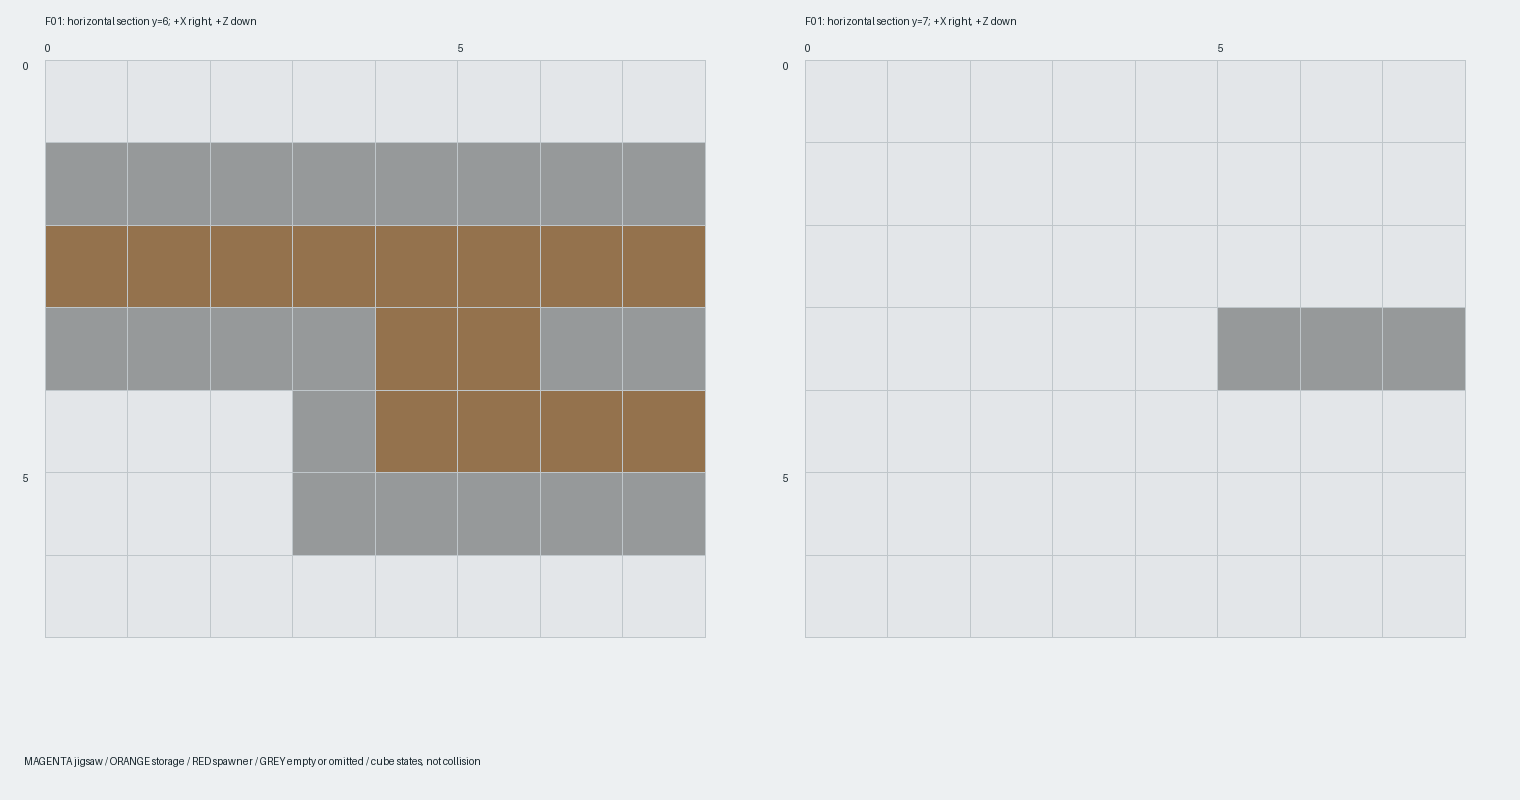 F01: horizontal section y=6; +X right, +Z down
F01: horizontal section y=7; +X right, +Z down
0 5
0 5
0
0
5
5
MAGENTA jigsaw / ORANGE storage / RED spawner / GREY empty or omitted / cube states, not collision